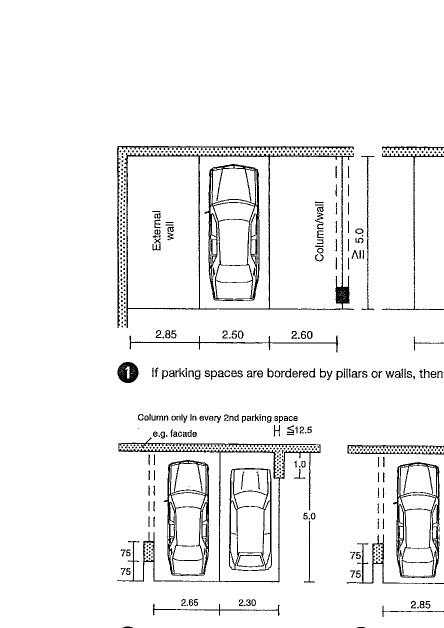 External
wall
Column/wall
≧ 5.0
2.85 2.50 2.60
1 If parking spaces are bordered by pillars or walls, then
Column only in every 2nd parking space
e.g. facade
≦12.5
1.0
5.0
75
75
75
75
2.65 2.30
2.85